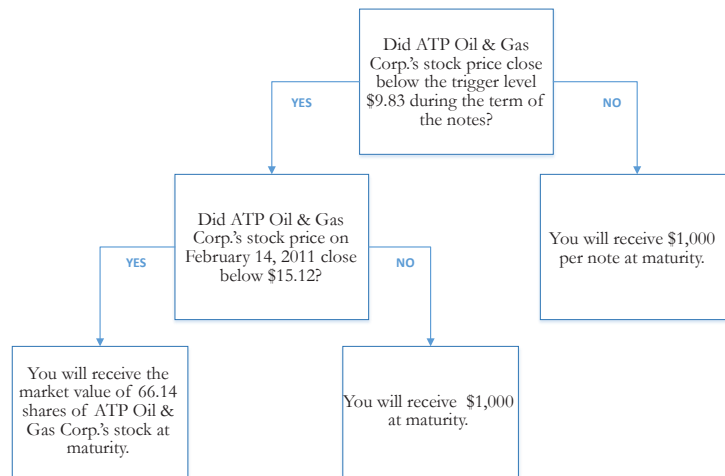 Did ATP Oil & Gas
Corp.'s stock price close
below the trigger level
$9.83 during the term of
the notes?
YES
NO
Did ATP Oil & Gas
Corp.'s stock price on
February 14, 2011 close
below $15.12?
You will receive $1,000
per note at maturity.
YES
NO
You will receive the
market value of 66.14
shares of ATP Oil &
Gas Corp.'s stock at
maturity.
You will receive $1,000
at maturity.